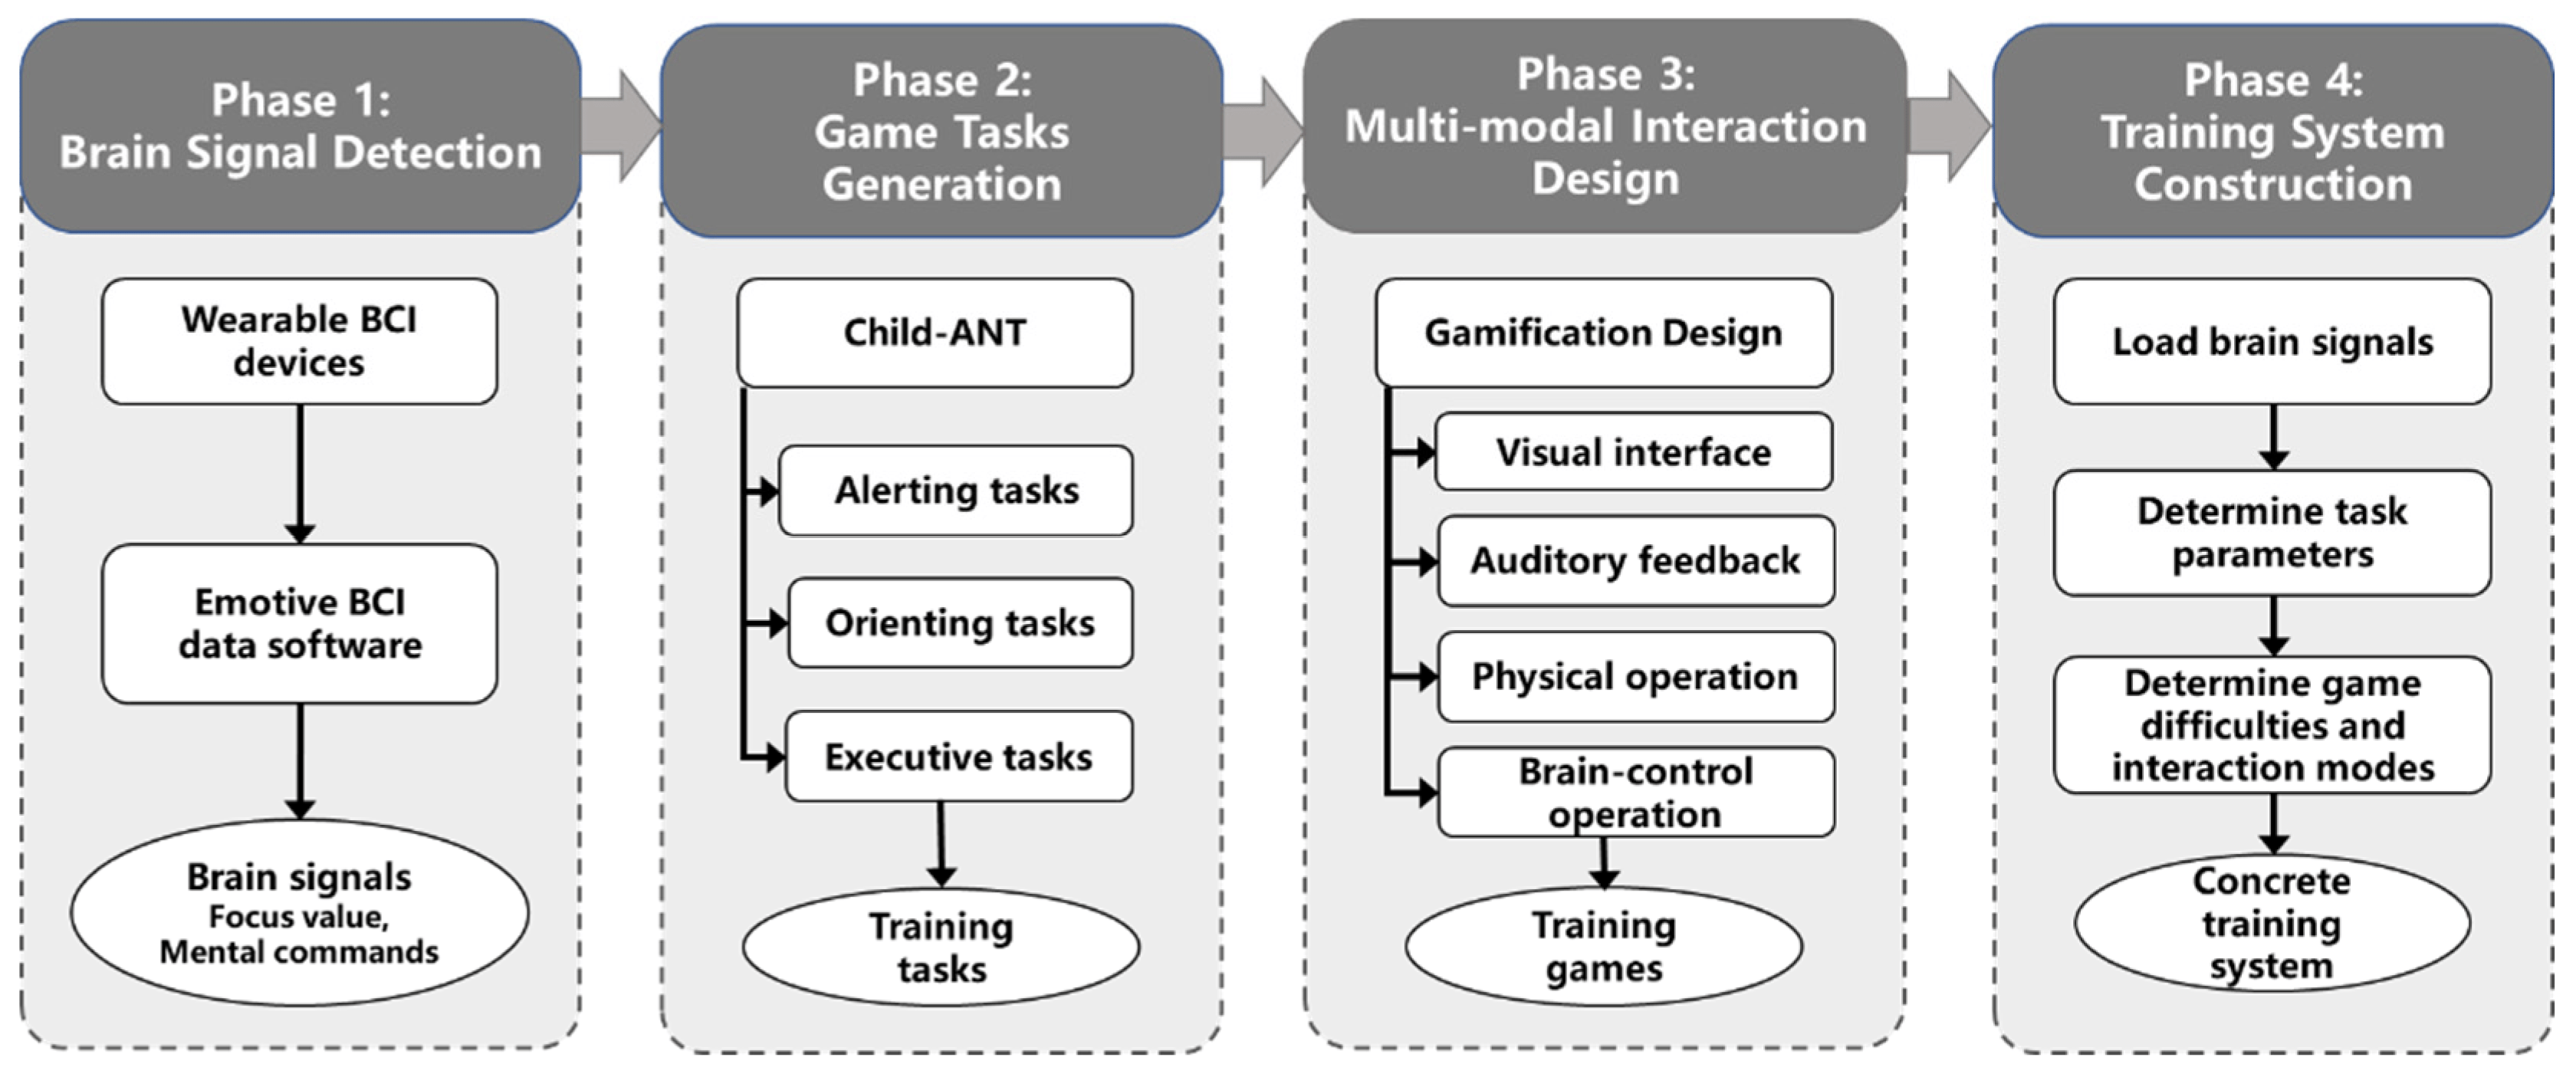 Phase 1:
Brain Signal Detection
Wearable BCI
devices
Emotive BCI
data software
Brain signals
Focus value,
Mental commands
Phase 2:
Game Tasks
Generation
Child-ANT
Alerting tasks
Orienting tasks
Executive tasks
Training
tasks
Phase 3:
Multi-modal Interaction
Design
Gamification Design
Visual interface
Auditory feedback
Physical operation
Brain-control
operation
Training
games
Phase 4:
Training System
Construction
Load brain signals
Determine task
parameters
Determine game
difficulties and
interaction modes
Concrete
training
system